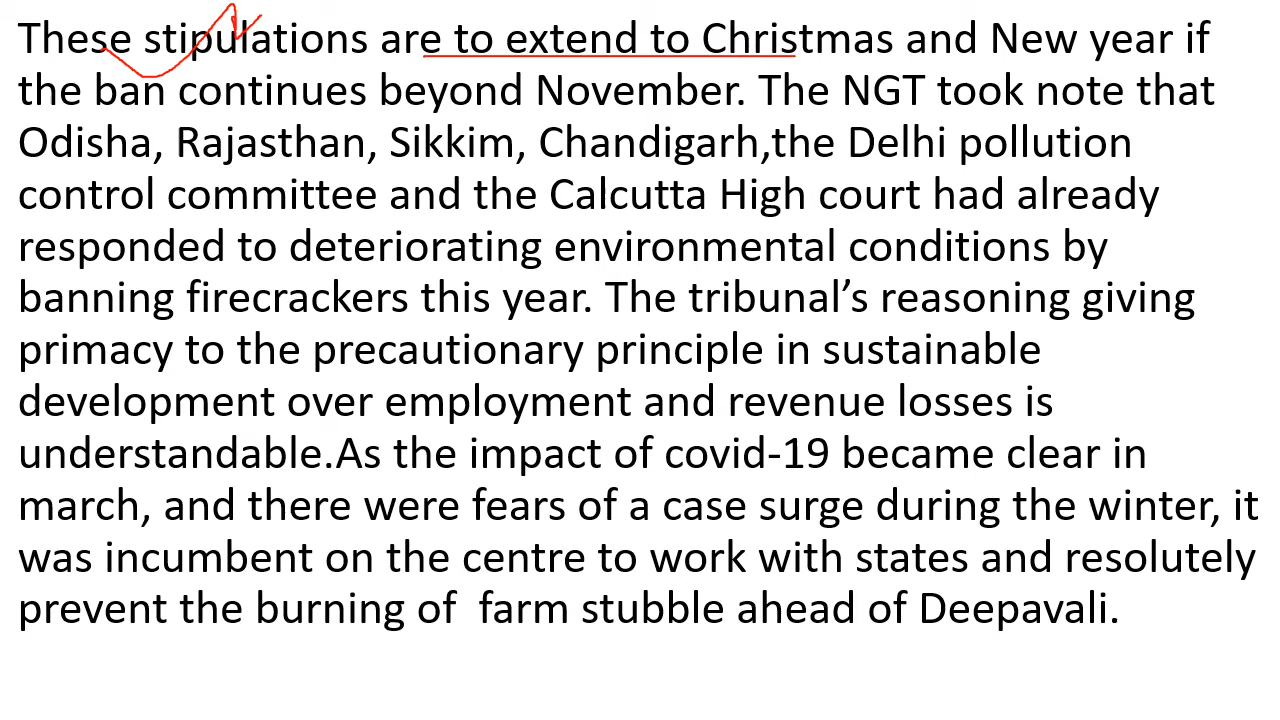 These stipulations are to extend to Christmas and New year if
the ban continues beyond November. The NGT took note that
Odisha, Rajasthan, Sikkim, Chandigarh,the Delhi pollution
control committee and the Calcutta High court had already
responded to deteriorating environmental conditions by
banning firecrackers this year. The tribunal’s reasoning giving
primacy to the precautionary principle in sustainable
development over employment and revenue losses is
understandable.As the impact of covid-19 became clear in
march, and there were fears of a case surge during the winter, it
was incumbent on the centre to work with states and resolutely
prevent the burning of  farm stubble ahead of Deepavali.